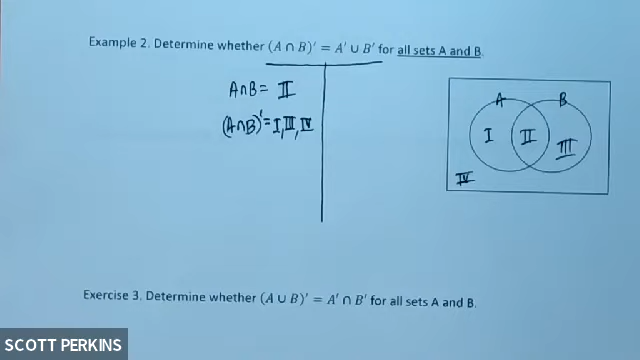 Example 2. Determine whether (A ∩ B)′ = A′ ∪ B′ for all sets A and B.
A∩B = II
(A∩B)′ = I, III, IV
A B
I II III
IV
Exercise 3. Determine whether (A ∪ B)′ = A′ ∩ B′ for all sets A and B.
SCOTT PERKINS